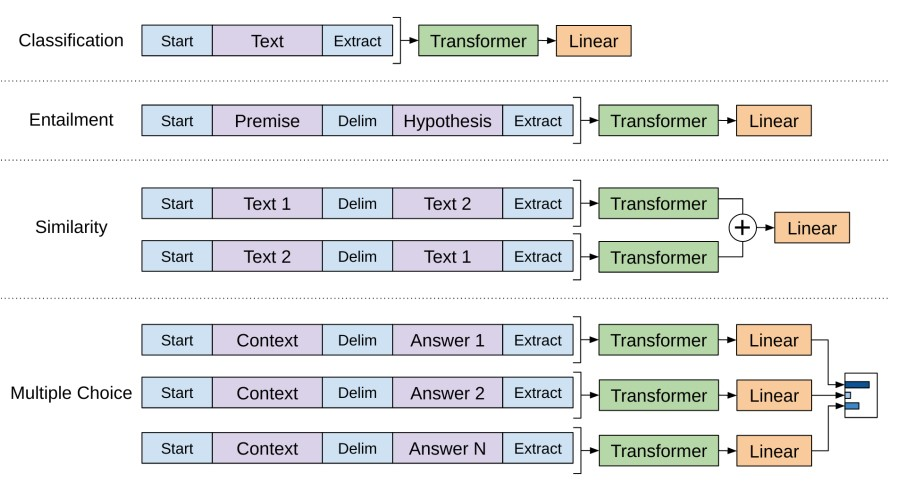 Classification Start Text Extract Transformer Linear
Entailment Start Premise Delim Hypothesis Extract Transformer Linear
Start Text 1 Delim Text 2 Extract Transformer
Similarity + Linear
Start Text 2 Delim Text 1 Extract Transformer
Start Context Delim Answer 1 Extract Transformer Linear
Multiple Choice Start Context Delim Answer 2 Extract Transformer Linear
Start Context Delim Answer N Extract Transformer Linear